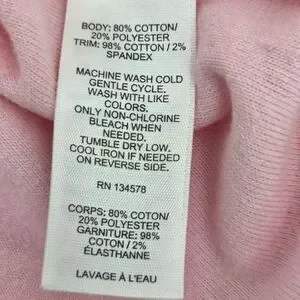 BODY: 80% COTTON/
20% POLYESTER
TRIM: 98% COTTON / 2%
SPANDEX
MACHINE WASH COLD
GENTLE CYCLE.
WASH WITH LIKE
COLORS.
ONLY NON-CHLORINE
BLEACH WHEN
NEEDED.
TUMBLE DRY LOW.
COOL IRON IF NEEDED
ON REVERSE SIDE.
RN 134578
CORPS: 80% COTON/
20% POLYESTER
GARNITURE: 98%
COTON / 2%
ÉLASTHANNE
LAVAGE À L'EAU